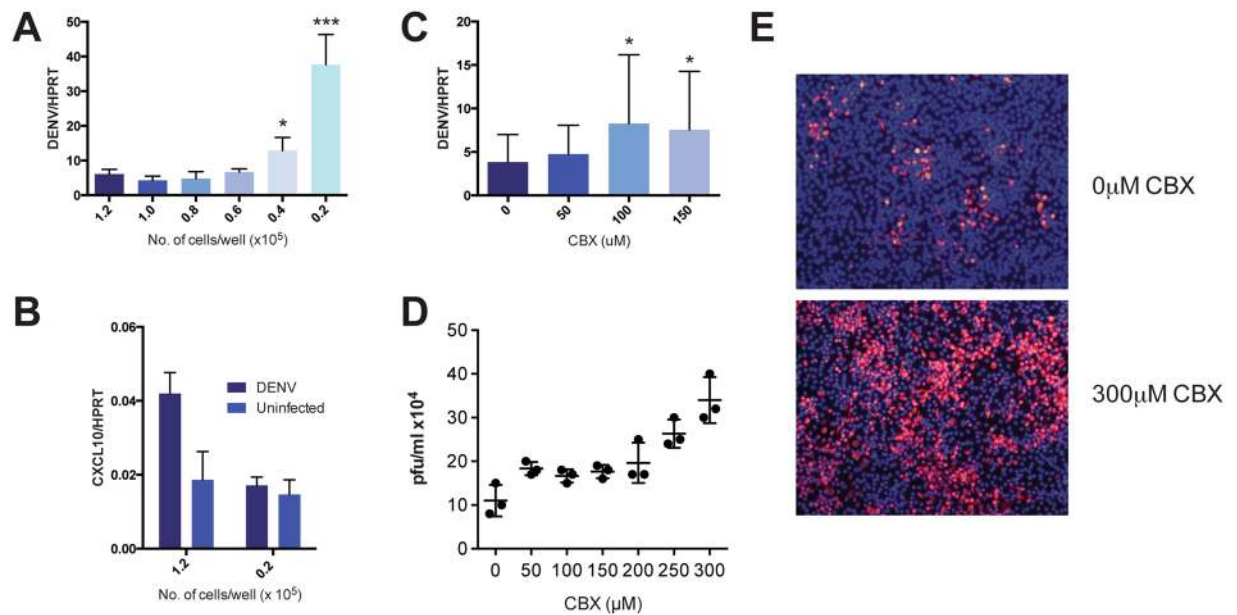 A
50
40
30
20
10
0
DENV/HPRT
*
***
1.2
1.0
0.8
0.6
0.4
0.2
No. of cells/well (x10⁵)
C
20
15
10
5
0
DENV/HPRT
*
*
0
50
100
150
CBX (uM)
E
0μM CBX
300μM CBX
B
0.06
0.04
0.02
0.00
CXCL10/HPRT
DENV
Uninfected
1.2
0.2
No. of cells/well (x 10⁵)
D
50
40
30
20
10
0
pfu/ml x10⁴
0 50 100 150 200 250 300
CBX (μM)